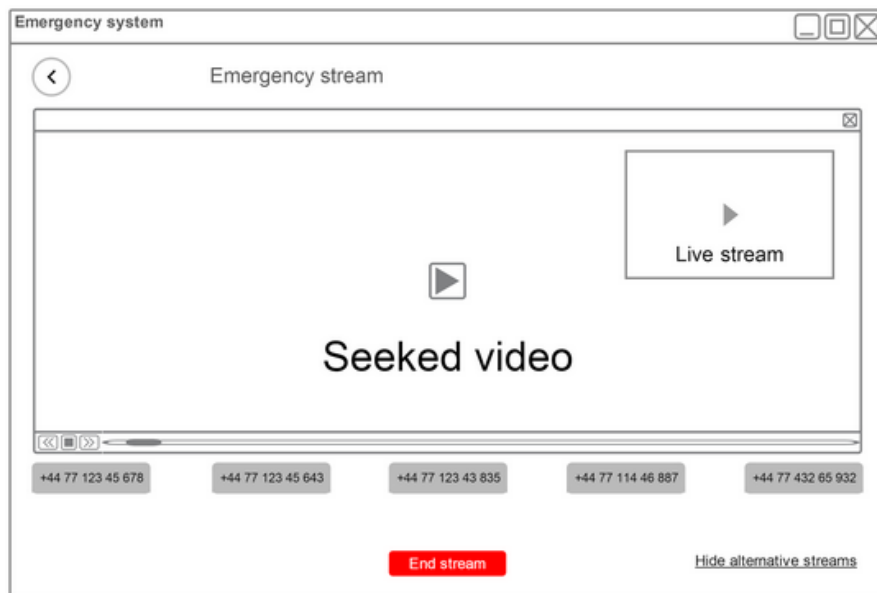 Emergency system
Emergency stream
Live stream
Seeked video
+44 77 123 45 678
+44 77 123 45 643
+44 77 123 43 835
+44 77 114 46 887
+44 77 432 65 932
End stream
Hide alternative streams